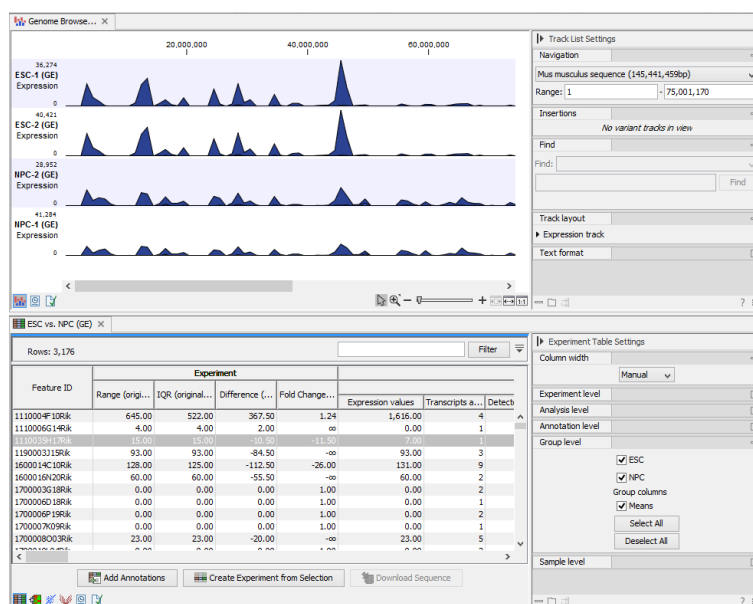 Genome Browse... ×
20,000,000 40,000,000 60,000,000
36,274
ESC-1 (GE)
Expression
0
40,421
ESC-2 (GE)
Expression
0
28,952
NPC-2 (GE)
Expression
0
41,284
NPC-1 (GE)
Expression
0
Track List Settings
Navigation
Mus musculus sequence (145,441,459bp)
Range: 1 - 75,001,170
Insertions
No variant tracks in view
Find
Find:
Find
Track layout
Expression track
Text format
ESC vs. NPC (GE) ×
Rows: 3,176 Filter
Experiment
Feature ID Range (origi... IQR (original... Difference (... Fold Change... Expression values Transcripts a... Detecti
1110004F10Rik 645.00 522.00 367.50 1.24 1,616.00 4
1110006G14Rik 4.00 4.00 2.00 ∞ 0.00 1
1110039H17Rik 15.00 15.00 -10.50 -11.50 7.00 1
1190003J15Rik 93.00 93.00 -84.50 -∞ 93.00 3
1600014C10Rik 128.00 125.00 -112.50 -26.00 131.00 9
1600016N20Rik 60.00 60.00 -55.50 -∞ 60.00 2
1700003G18Rik 0.00 0.00 0.00 1.00 0.00 2
1700006D18Rik 0.00 0.00 0.00 1.00 0.00 1
1700006P19Rik 0.00 0.00 0.00 1.00 0.00 2
1700007K09Rik 0.00 0.00 0.00 1.00 0.00 1
1700008O03Rik 23.00 23.00 -20.00 -∞ 23.00 5
Add Annotations Create Experiment from Selection Download Sequence
Experiment Table Settings
Column width
Manual
Experiment level
Analysis level
Annotation level
Group level
ESC
NPC
Group columns
Means
Select All
Deselect All
Sample level